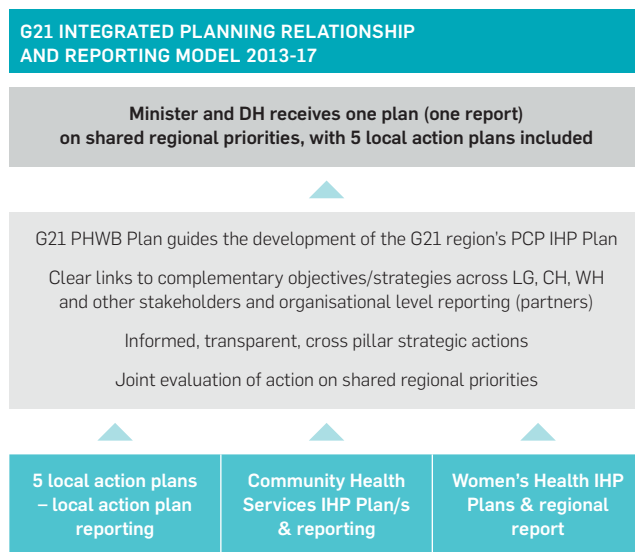 G21 INTEGRATED PLANNING RELATIONSHIP
AND REPORTING MODEL 2013-17
Minister and DH receives one plan (one report)
on shared regional priorities, with 5 local action plans included
G21 PHWB Plan guides the development of the G21 region's PCP IHP Plan
Clear links to complementary objectives/strategies across LG, CH, WH
and other stakeholders and organisational level reporting (partners)
Informed, transparent, cross pillar strategic actions
Joint evaluation of action on shared regional priorities
5 local action plans
– local action plan
reporting
Community Health
Services IHP Plan/s
& reporting
Women's Health IHP
Plans & regional
report